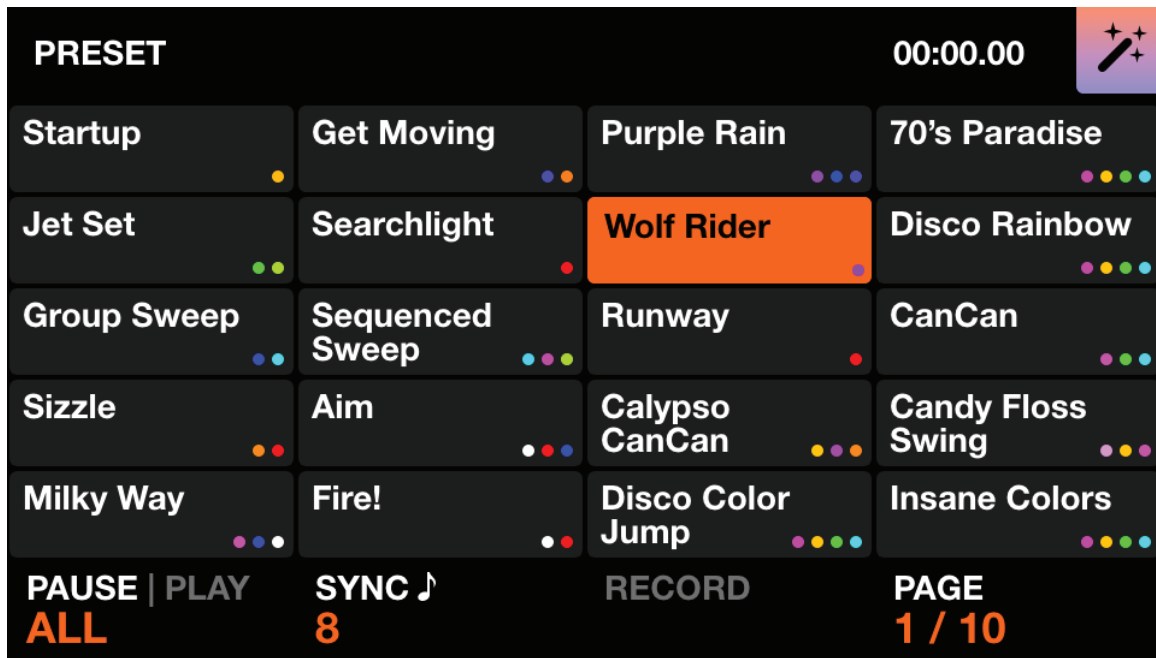 PRESET
00:00.00
Startup
Get Moving
Purple Rain
70’s Paradise
Jet Set
Searchlight
Wolf Rider
Disco Rainbow
Group Sweep
Sequenced
Sweep
Runway
CanCan
Sizzle
Aim
Calypso
CanCan
Candy Floss
Swing
Milky Way
Fire!
Disco Color
Jump
Insane Colors
PAUSE | PLAY
ALL
SYNC ♪
8
RECORD
PAGE
1 / 10